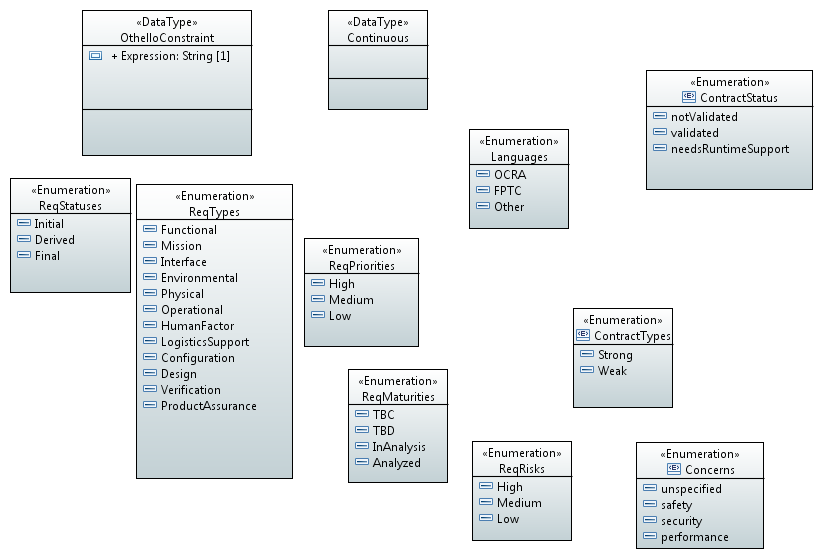 «DataType»
OthelloConstraint
+ Expression: String [1]
«DataType»
Continuous
«Enumeration»
ContractStatus
notValidated
validated
needsRuntimeSupport
«Enumeration»
Languages
OCRA
FPTC
Other
«Enumeration»
ReqStatuses
Initial
Derived
Final
«Enumeration»
ReqTypes
Functional
Mission
Interface
Environmental
Physical
Operational
HumanFactor
LogisticsSupport
Configuration
Design
Verification
ProductAssurance
«Enumeration»
ReqPriorities
High
Medium
Low
«Enumeration»
ContractTypes
Strong
Weak
«Enumeration»
ReqMaturities
TBC
TBD
InAnalysis
Analyzed
«Enumeration»
ReqRisks
High
Medium
Low
«Enumeration»
Concerns
unspecified
safety
security
performance